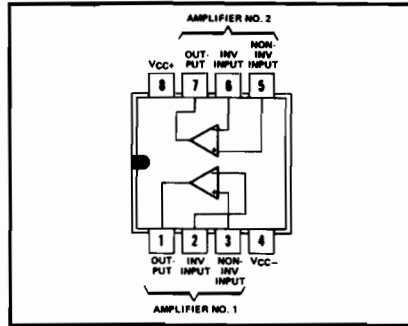 AMPLIFIER NO. 2
VCC+
OUT-
PUT
INV
INPUT
NON-
INV
INPUT
8 7 6 5
1 2 3 4
OUT-
PUT
INV
INPUT
NON-
INV
INPUT
VCC−
AMPLIFIER NO. 1